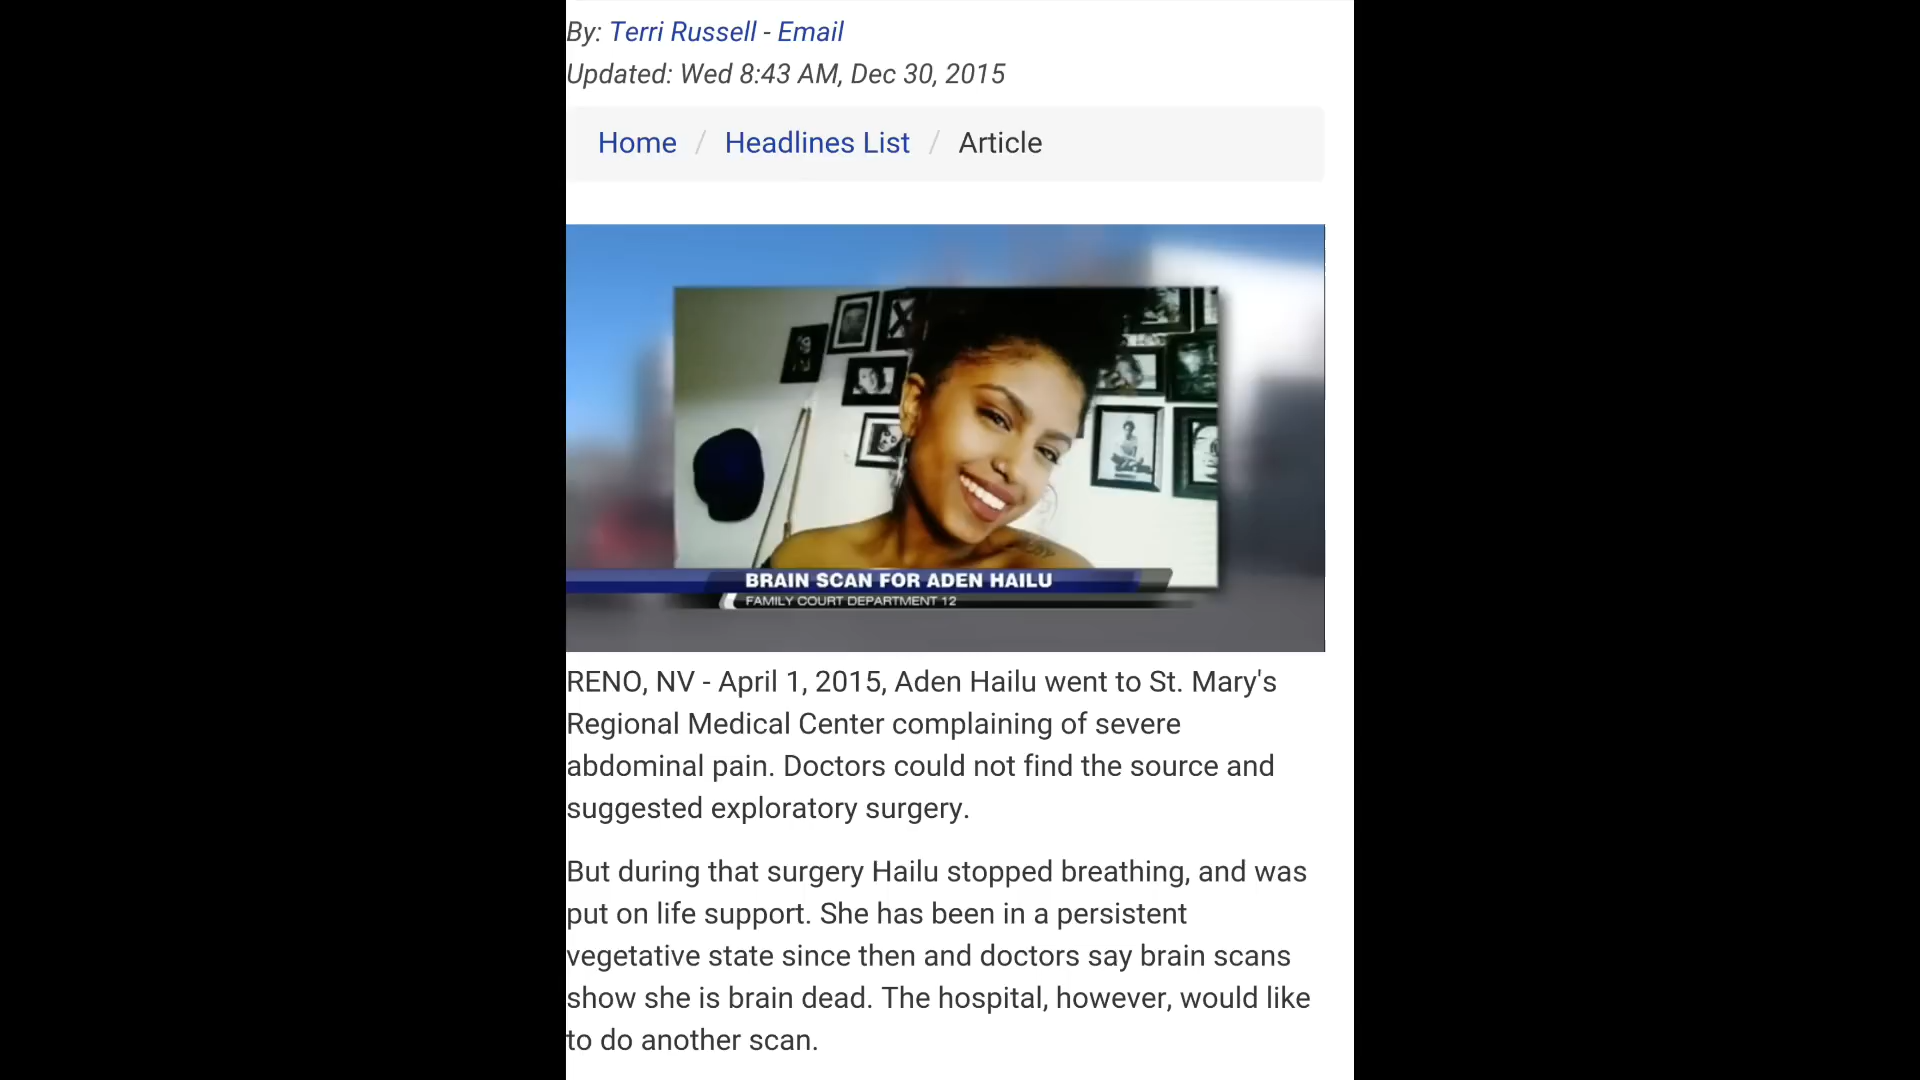 By: Terri Russell - Email
Updated: Wed 8:43 AM, Dec 30, 2015
Home / Headlines List / Article
BRAIN SCAN FOR ADEN HAILU
FAMILY COURT DEPARTMENT 12
RENO, NV - April 1, 2015, Aden Hailu went to St. Mary's
Regional Medical Center complaining of severe
abdominal pain. Doctors could not find the source and
suggested exploratory surgery.
But during that surgery Hailu stopped breathing, and was
put on life support. She has been in a persistent
vegetative state since then and doctors say brain scans
show she is brain dead. The hospital, however, would like
to do another scan.